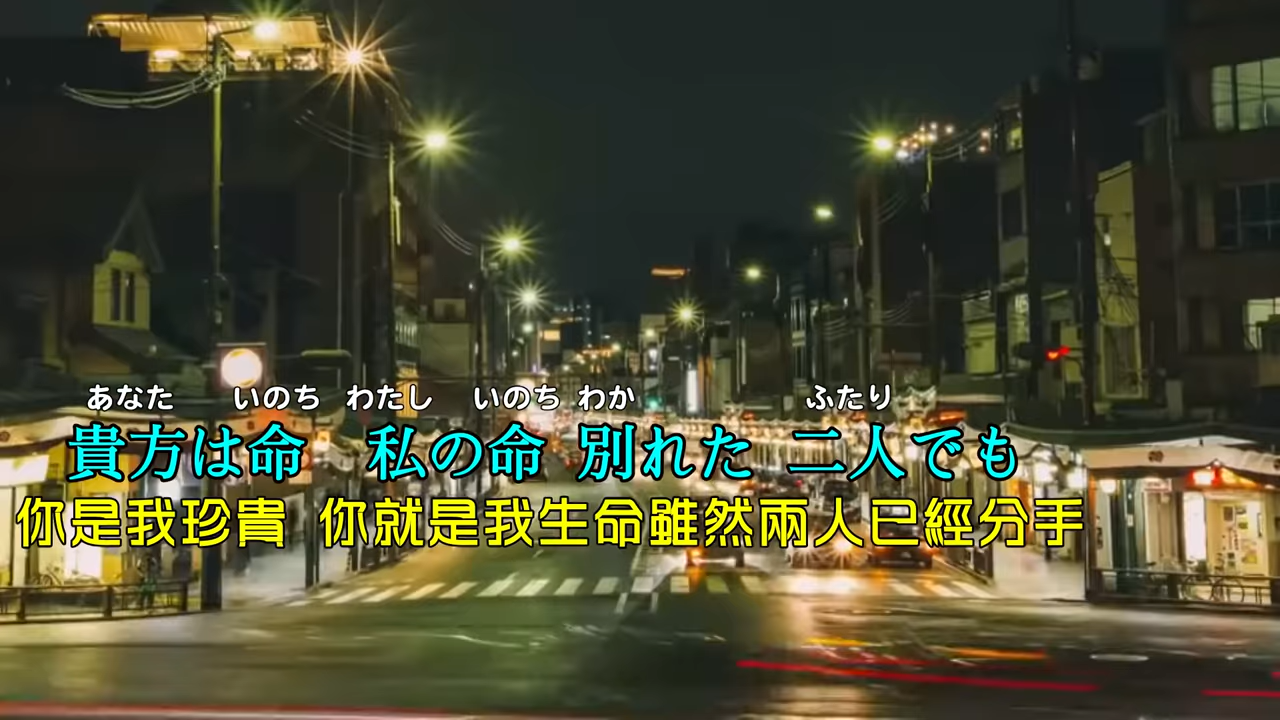 あなた いのち わたし いのち わか ふたり
貴方は命 私の命 別れた 二人でも
你是我珍貴 你就是我生命雖然兩人已經分手